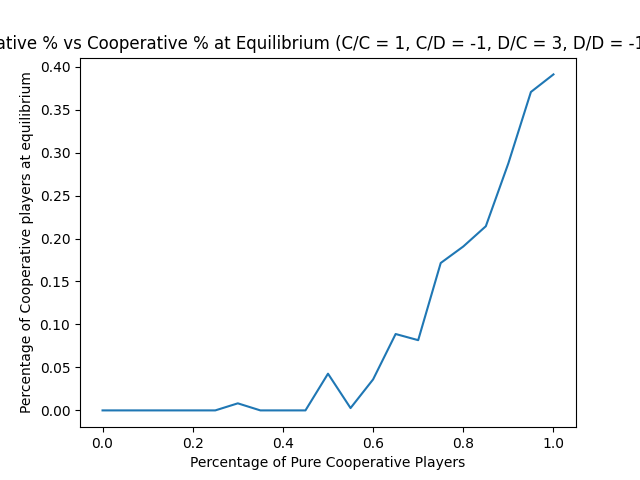 ative % vs Cooperative % at Equilibrium (C/C = 1, C/D = -1, D/C = 3, D/D = -1
0.40
0.35
0.30
0.25
0.20
0.15
0.10
0.05
0.00
Percentage of Cooperative players at equilibrium
0.0 0.2 0.4 0.6 0.8 1.0
Percentage of Pure Cooperative Players